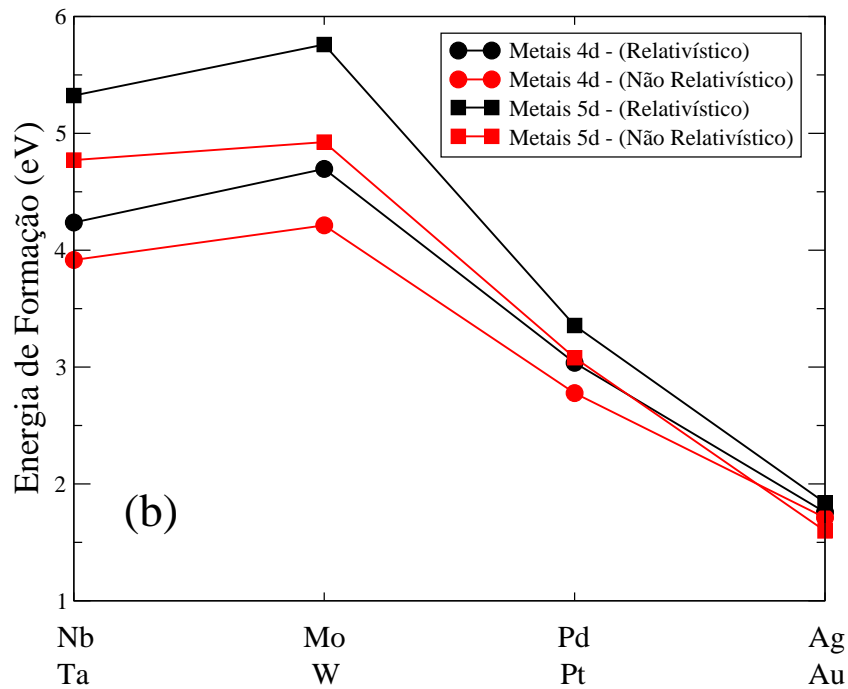 6
5
4
3
2
1
Energia de Formação (eV)
Metais 4d - (Relativístico)
Metais 4d - (Não Relativístico)
Metais 5d - (Relativístico)
Metais 5d - (Não Relativístico)
(b)
Nb Mo Pd Ag
Ta W Pt Au